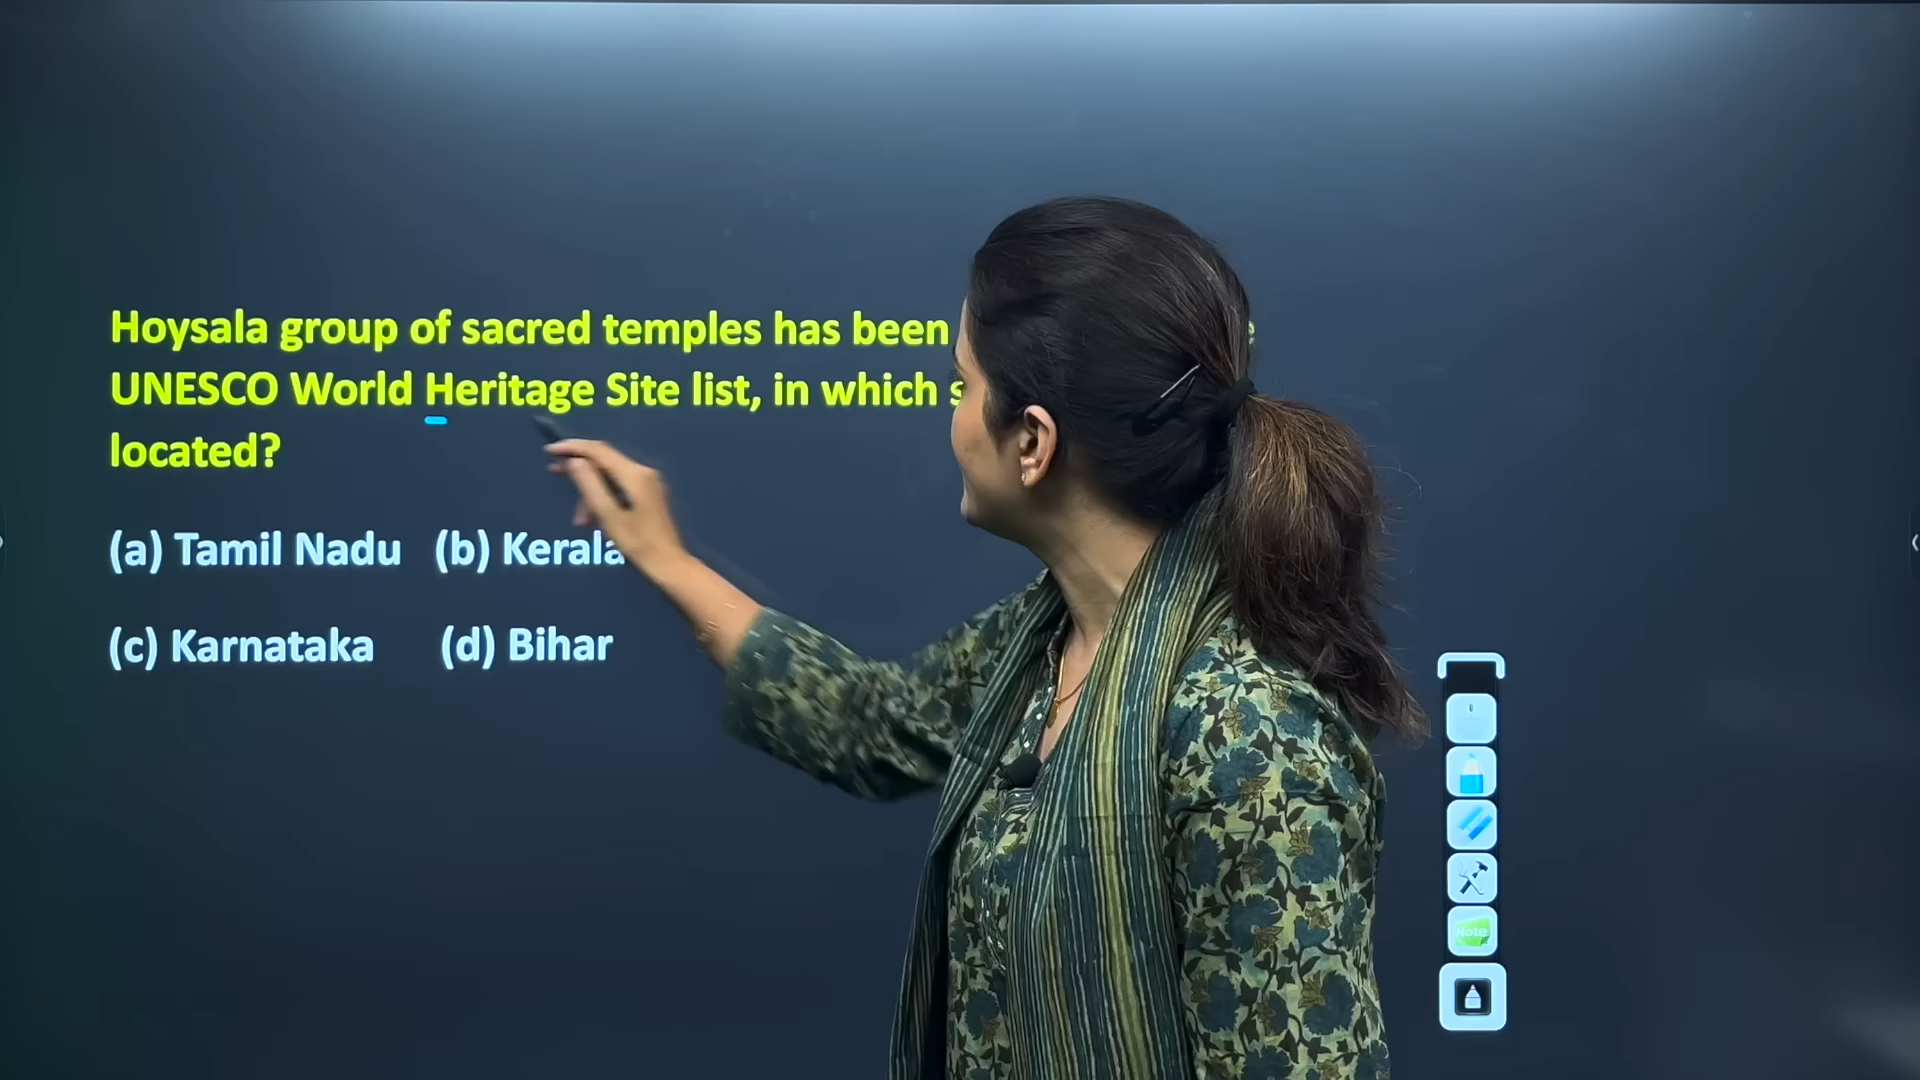 Hoysala group of sacred temples has been
UNESCO World Heritage Site list, in which
located?
(a) Tamil Nadu (b) Kerala
(c) Karnataka (d) Bihar
Note